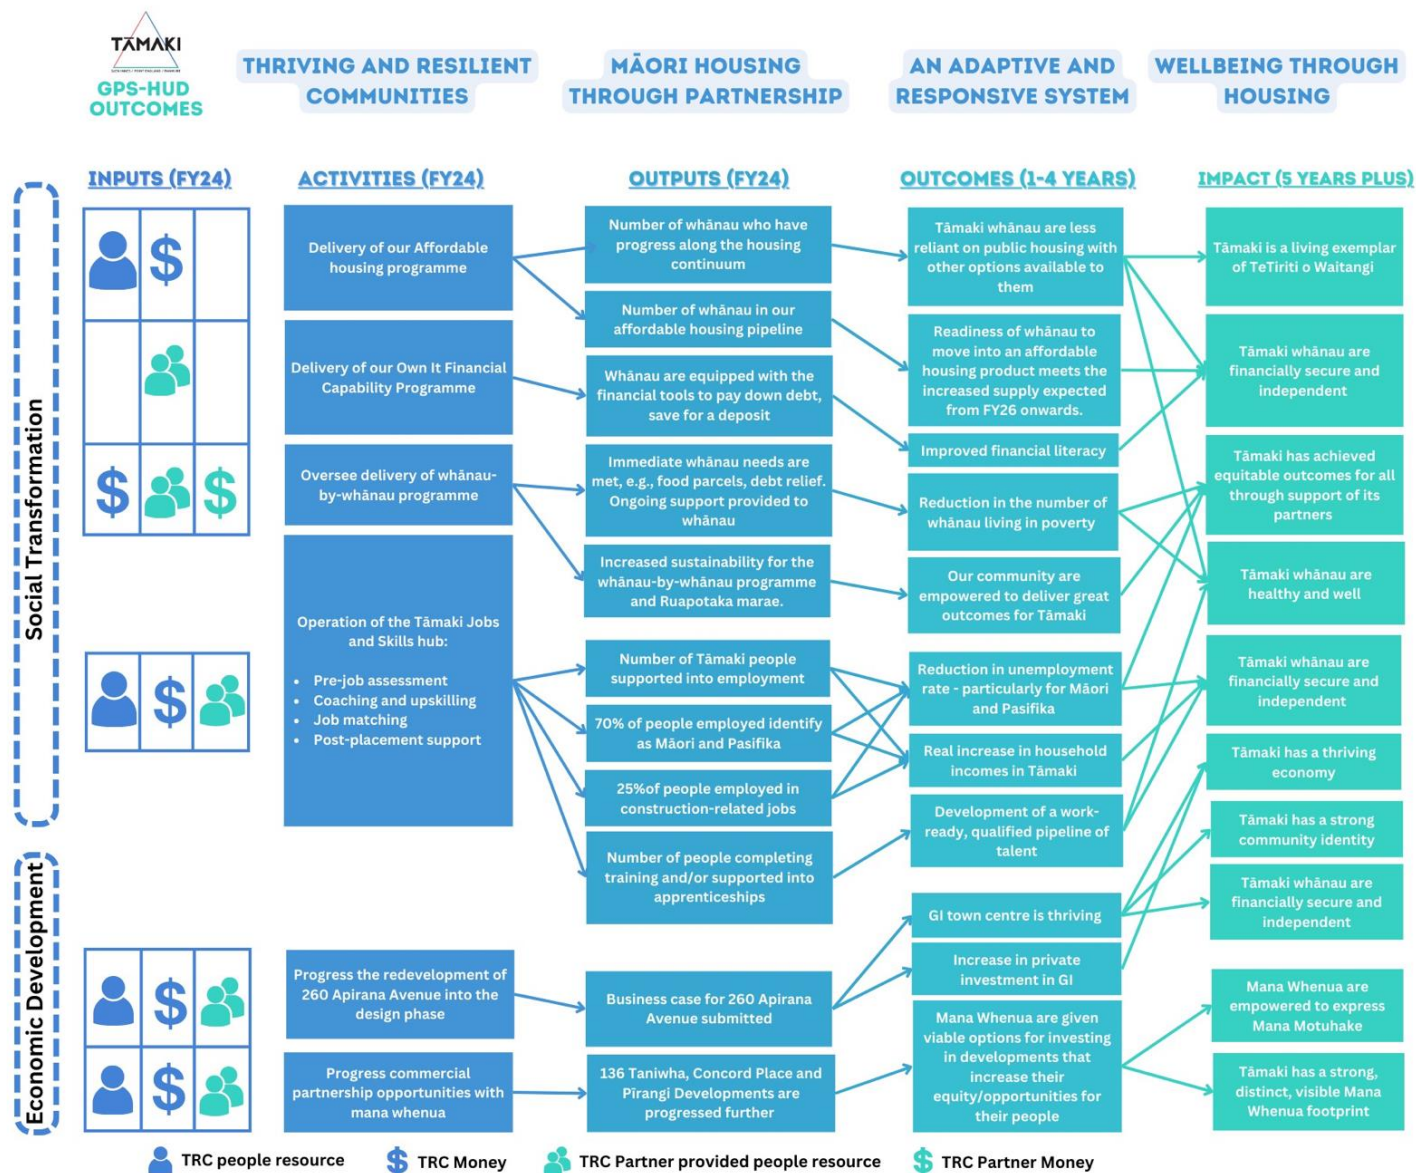 TĀMAKI
GPS-HUD
OUTCOMES
THRIVING AND RESILIENT
COMMUNITIES
MĀORI HOUSING
THROUGH PARTNERSHIP
AN ADAPTIVE AND
RESPONSIVE SYSTEM
WELLBEING THROUGH
HOUSING
INPUTS (FY24)
ACTIVITIES (FY24)
OUTPUTS (FY24)
OUTCOMES (1-4 YEARS)
IMPACT (5 YEARS PLUS)
Social Transformation
Economic Development
Delivery of our Affordable
housing programme
Delivery of our Own It Financial
Capability Programme
Oversee delivery of whānau-
by-whānau programme
Operation of the Tāmaki Jobs
and Skills hub:
• Pre-job assessment
• Coaching and upskilling
• Job matching
• Post-placement support
Progress the redevelopment of
260 Apirana Avenue into the
design phase
Progress commercial
partnership opportunities with
mana whenua
Number of whānau who have
progress along the housing
continuum
Number of whānau in our
affordable housing pipeline
Whānau are equipped with the
financial tools to pay down debt,
save for a deposit
Immediate whānau needs are
met, e.g., food parcels, debt relief.
Ongoing support provided to
whānau
Increased sustainability for the
whānau-by-whānau programme
and Ruapotaka marae.
Number of Tāmaki people
supported into employment
70% of people employed identify
as Māori and Pasifika
25%of people employed in
construction-related jobs
Number of people completing
training and/or supported into
apprenticeships
Business case for 260 Apirana
Avenue submitted
136 Taniwha, Concord Place and
Pīrangi Developments are
progressed further
Tāmaki whānau are less
reliant on public housing with
other options available to
them
Readiness of whānau to
move into an affordable
housing product meets the
increased supply expected
from FY26 onwards.
Improved financial literacy
Reduction in the number of
whānau living in poverty
Our community are
empowered to deliver great
outcomes for Tāmaki
Reduction in unemployment
rate - particularly for Māori
and Pasifika
Real increase in household
incomes in Tāmaki
Development of a work-
ready, qualified pipeline of
talent
GI town centre is thriving
Increase in private
investment in GI
Mana Whenua are given
viable options for investing
in developments that
increase their
equity/opportunities for
their people
Tāmaki is a living exemplar
of TeTiriti o Waitangi
Tāmaki whānau are
financially secure and
independent
Tāmaki has achieved
equitable outcomes for all
through support of its
partners
Tāmaki whānau are
healthy and well
Tāmaki whānau are
financially secure and
independent
Tāmaki has a thriving
economy
Tāmaki has a strong
community identity
Tāmaki whānau are
financially secure and
independent
Mana Whenua are
empowered to express
Mana Motuhake
Tāmaki has a strong,
distinct, visible Mana
Whenua footprint
TRC people resource
$ TRC Money
TRC Partner provided people resource
$ TRC Partner Money